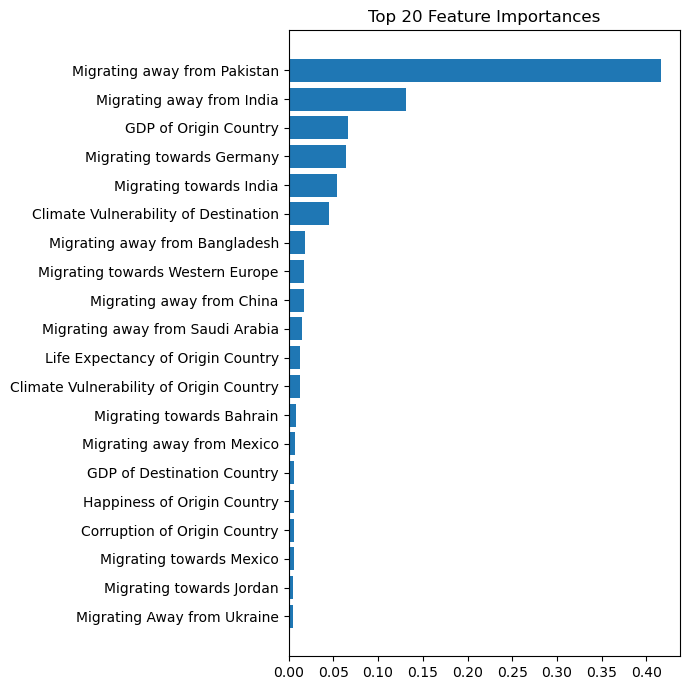 Top 20 Feature Importances
Migrating away from Pakistan
Migrating away from India
GDP of Origin Country
Migrating towards Germany
Migrating towards India
Climate Vulnerability of Destination
Migrating away from Bangladesh
Migrating towards Western Europe
Migrating away from China
Migrating away from Saudi Arabia
Life Expectancy of Origin Country
Climate Vulnerability of Origin Country
Migrating towards Bahrain
Migrating away from Mexico
GDP of Destination Country
Happiness of Origin Country
Corruption of Origin Country
Migrating towards Mexico
Migrating towards Jordan
Migrating Away from Ukraine
0.00 0.05 0.10 0.15 0.20 0.25 0.30 0.35 0.40